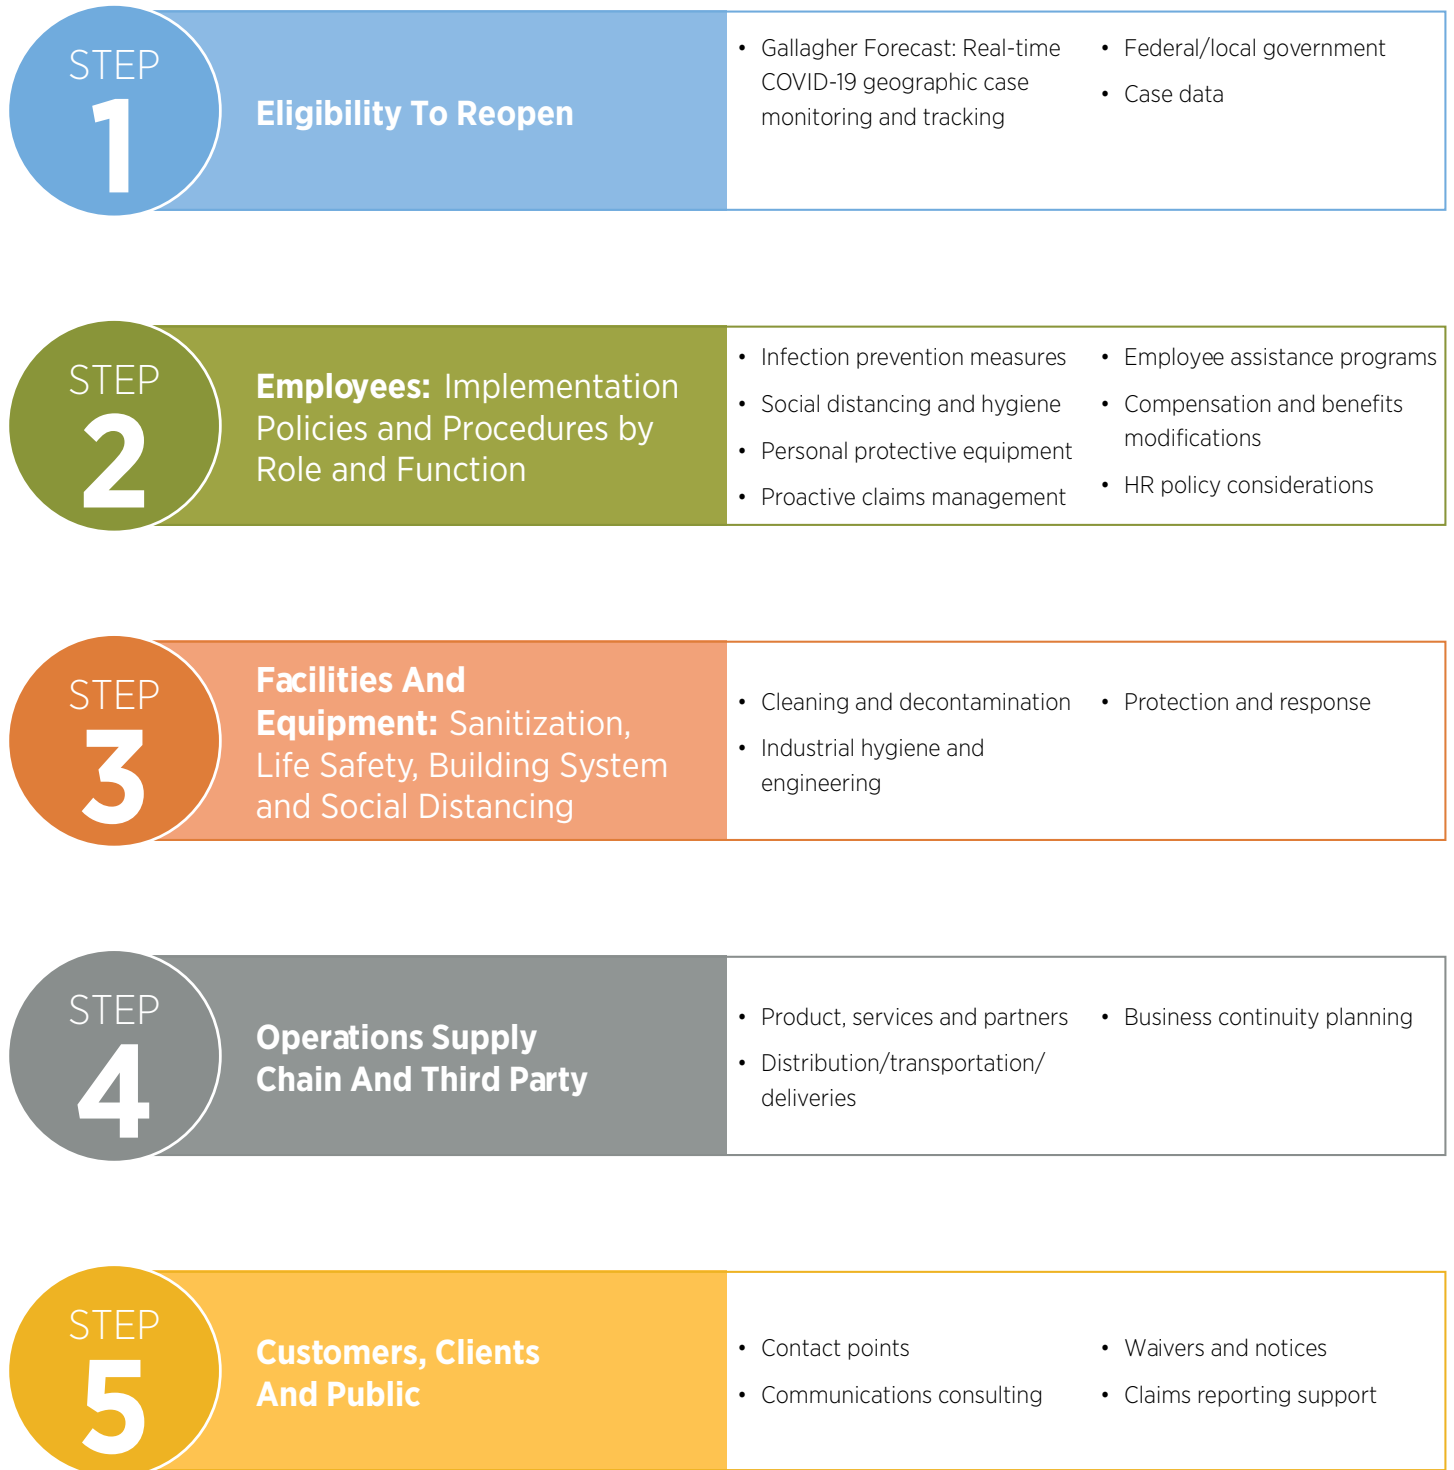 STEP
1
Eligibility To Reopen
• Gallagher Forecast: Real-time
COVID-19 geographic case
monitoring and tracking
• Federal/local government
• Case data
STEP
2
Employees: Implementation
Policies and Procedures by
Role and Function
• Infection prevention measures
• Social distancing and hygiene
• Personal protective equipment
• Proactive claims management
• Employee assistance programs
• Compensation and benefits
modifications
• HR policy considerations
STEP
3
Facilities And
Equipment: Sanitization,
Life Safety, Building System
and Social Distancing
• Cleaning and decontamination
• Industrial hygiene and
engineering
• Protection and response
STEP
4
Operations Supply
Chain And Third Party
• Product, services and partners
• Distribution/transportation/
deliveries
• Business continuity planning
STEP
5
Customers, Clients
And Public
• Contact points
• Communications consulting
• Waivers and notices
• Claims reporting support